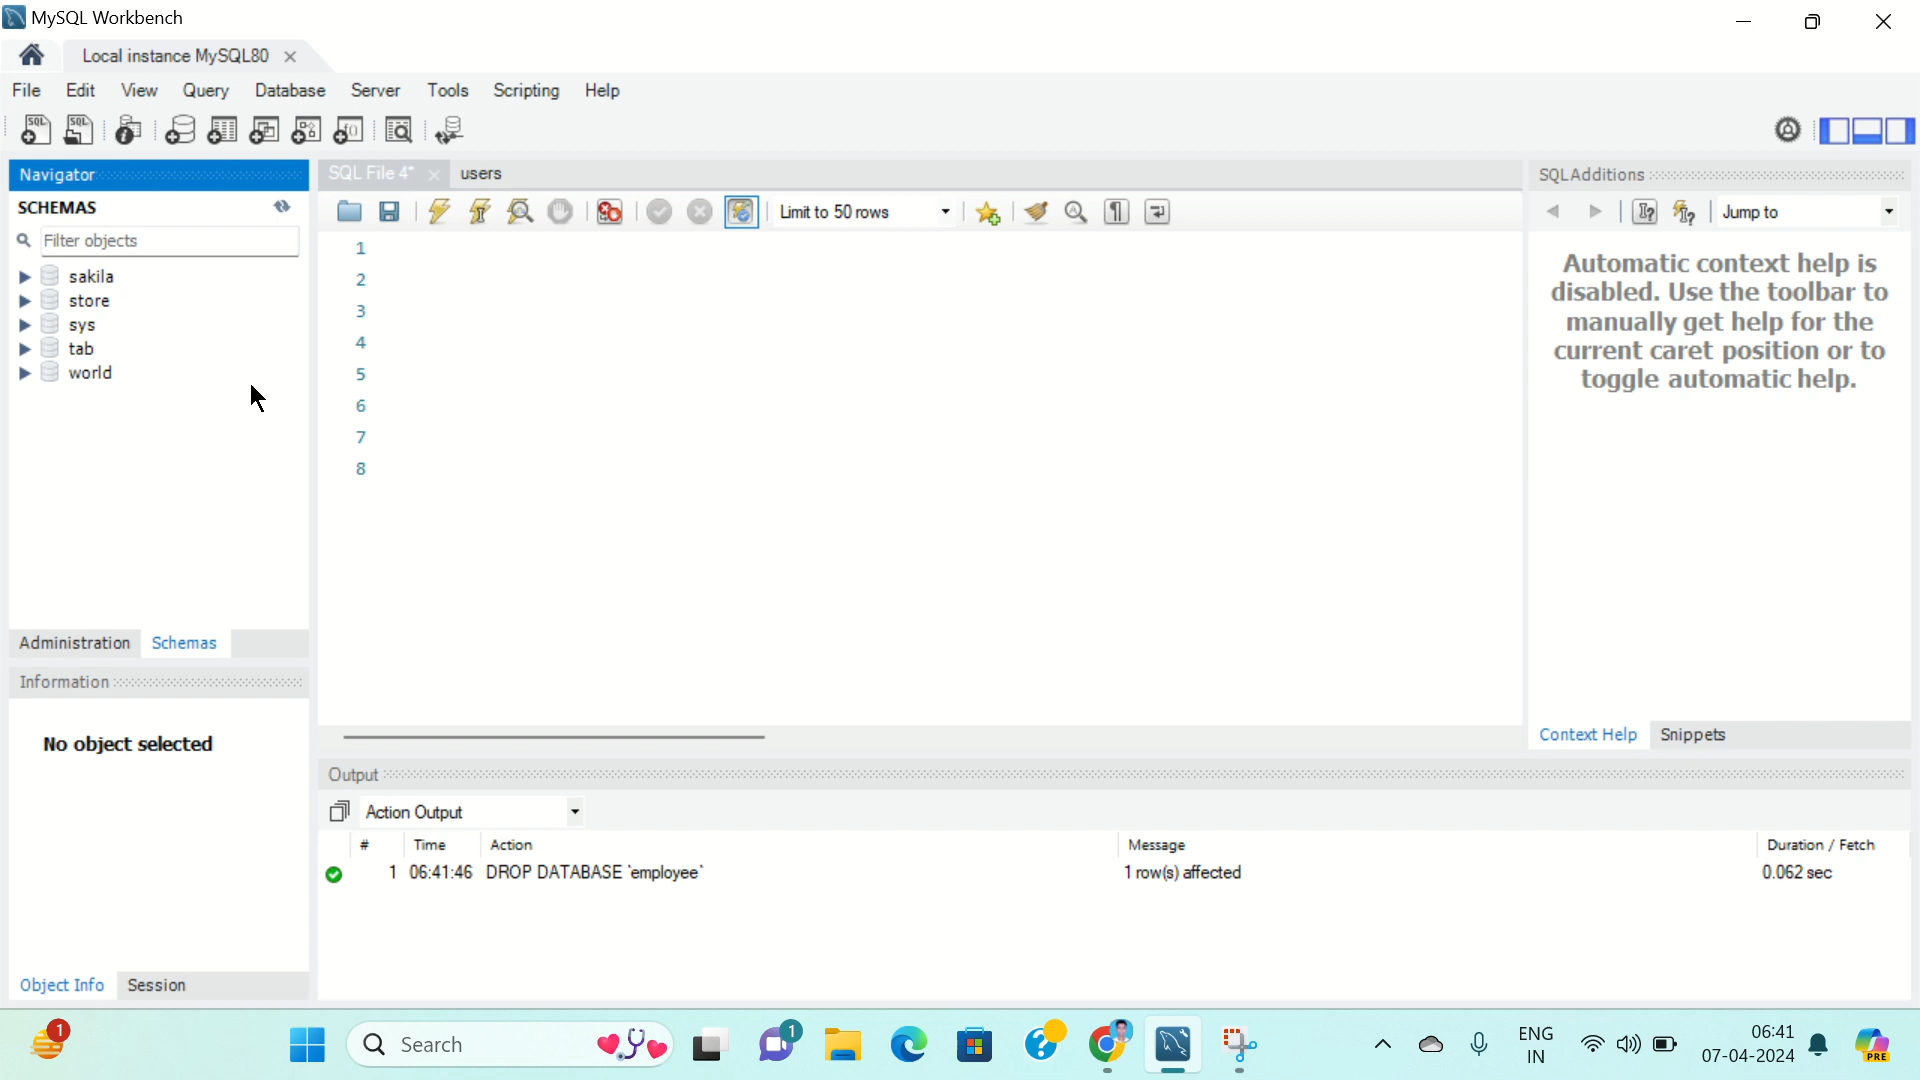 MySQL Workbench
Local instance MySQL80
File Edit View Query Database Server Tools Scripting Help
Navigator
SCHEMAS
Filter objects
sakila
store
sys
tab
world
Administration Schemas
Information
No object selected
Object Info Session
SQL File 4* users
Limit to 50 rows
1
2
3
4
5
6
7
8
SQLAdditions
Jump to
Automatic context help is
disabled. Use the toolbar to
manually get help for the
current caret position or to
toggle automatic help.
Context Help Snippets
Output
Action Output
# Time Action Message Duration / Fetch
1 06:41:46 DROP DATABASE `employee` 1 row(s) affected 0.062 sec
1
Search
1
ENG
IN
06:41
07-04-2024
PRE